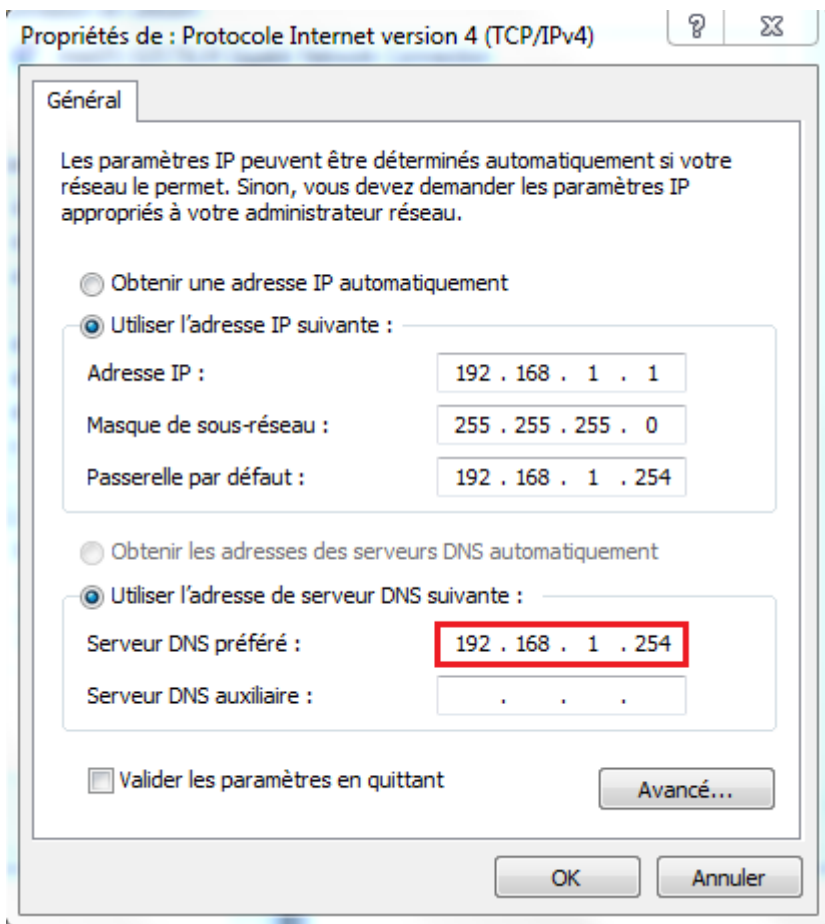 Propriétés de : Protocole Internet version 4 (TCP/IPv4)
Général
Les paramètres IP peuvent être déterminés automatiquement si votre
réseau le permet. Sinon, vous devez demander les paramètres IP
appropriés à votre administrateur réseau.
Obtenir une adresse IP automatiquement
Utiliser l'adresse IP suivante :
Adresse IP : 192 . 168 . 1 . 1
Masque de sous-réseau : 255 . 255 . 255 . 0
Passerelle par défaut : 192 . 168 . 1 . 254
Obtenir les adresses des serveurs DNS automatiquement
Utiliser l'adresse de serveur DNS suivante :
Serveur DNS préféré : 192 . 168 . 1 . 254
Serveur DNS auxiliaire : . . .
Valider les paramètres en quittant
Avancé...
OK Annuler